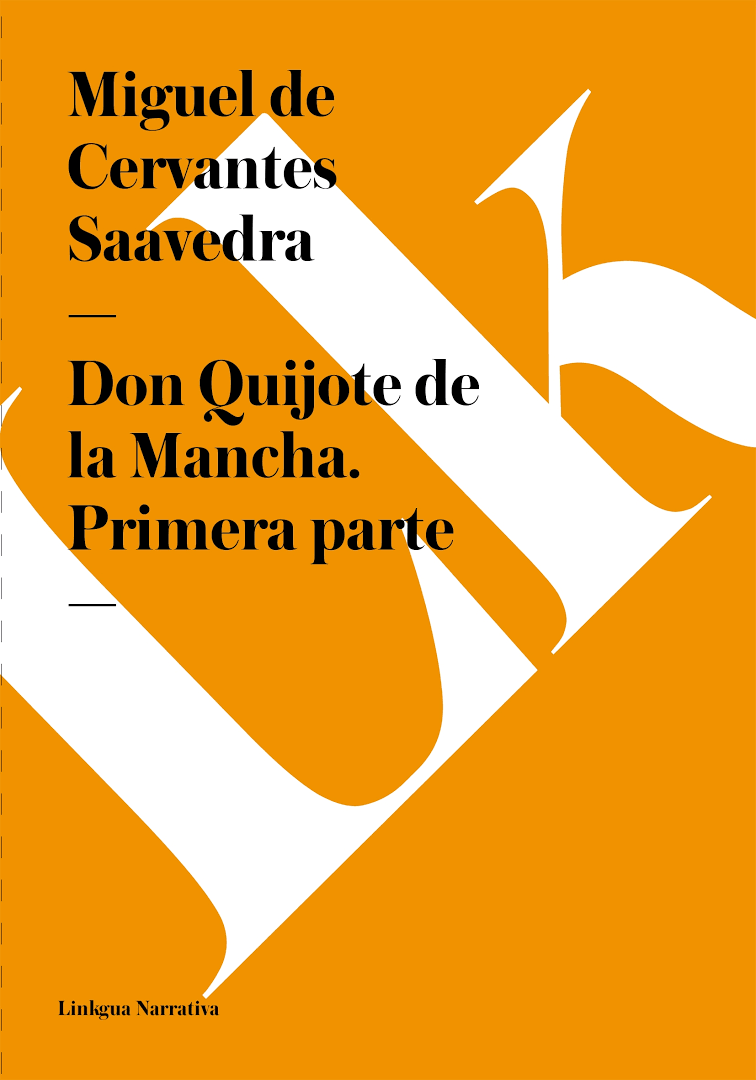 Miguel de
Cervantes
Saavedra
Don Quijote de
la Mancha.
Primera parte
Linkgua Narrativa